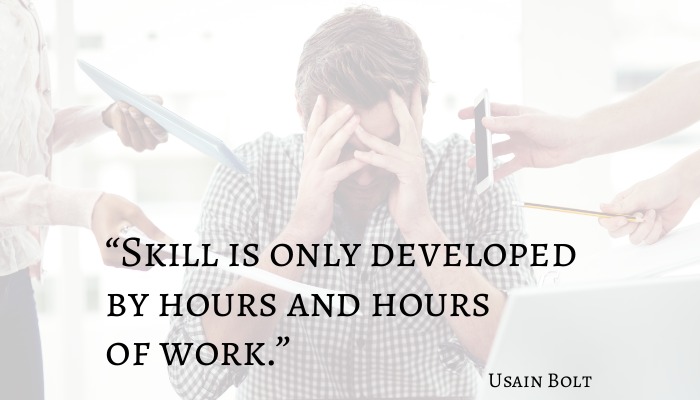 “Skill is only developed
by hours and hours
of work.”
Usain Bolt